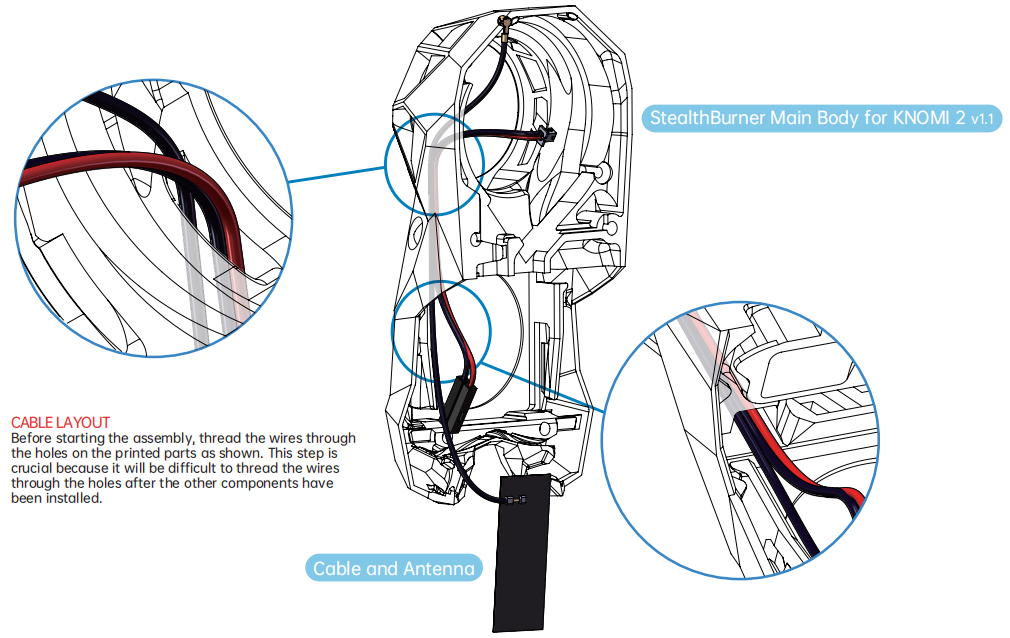 StealthBurner Main Body for KNOMI 2 v1.1
CABLE LAYOUT
Before starting the assembly, thread the wires through
the holes on the printed parts as shown. This step is
crucial because it will be difficult to thread the wires
through the holes after the other components have
been installed.
Cable and Antenna